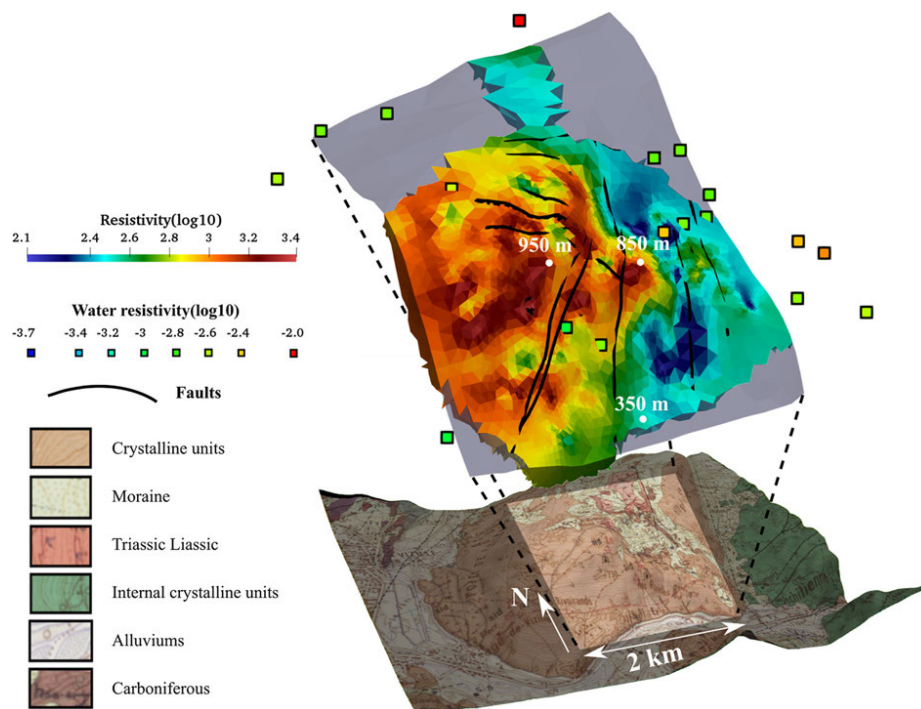 950 m
850 m
350 m
Resistivity(log10)
2.1 2.4 2.6 2.8 3 3.2 3.4
Water resistivity(log10)
-3.7 -3.4 -3.2 -3 -2.8 -2.6 -2.4 -2.0
Faults
Crystalline units
Moraine
Triassic Liassic
Internal crystalline units
Alluviums
Carboniferous
N
2 km